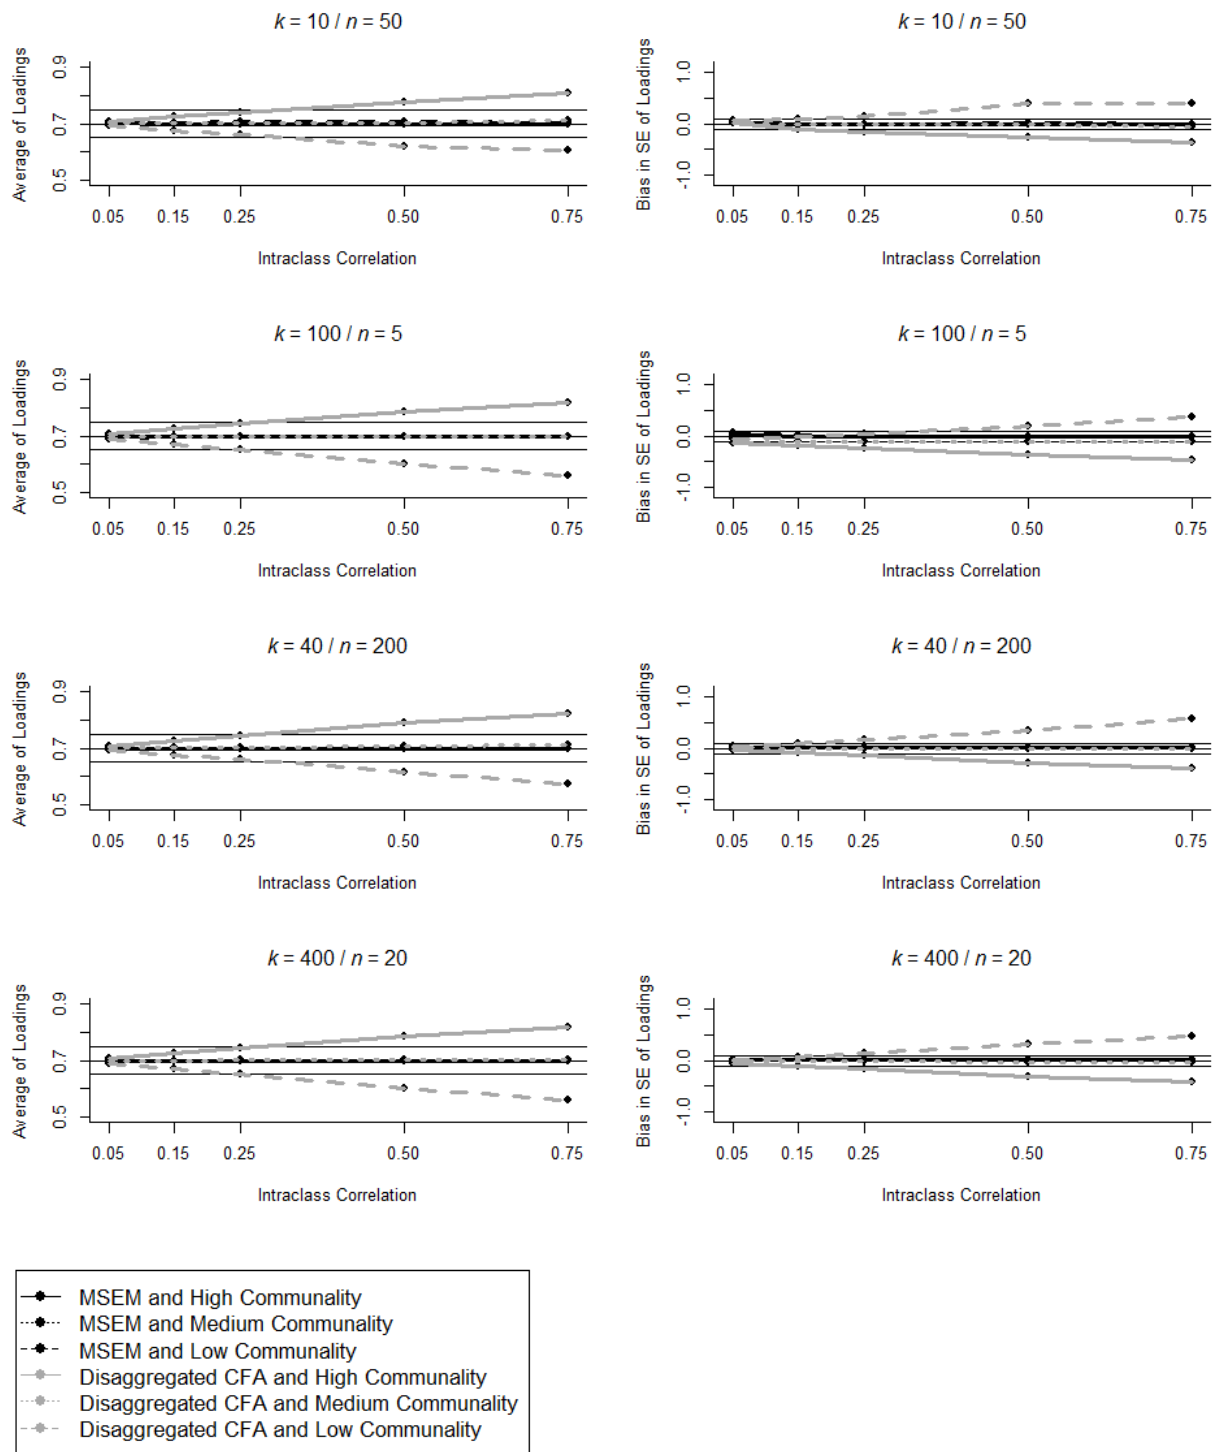 k = 10 / n = 50
Average of Loadings
0.9
0.7
0.5
0.05 0.15 0.25 0.50 0.75
Intraclass Correlation
k = 10 / n = 50
Bias in SE of Loadings
1.0
0.0
-1.0
0.05 0.15 0.25 0.50 0.75
Intraclass Correlation
k = 100 / n = 5
Average of Loadings
0.9
0.7
0.5
0.05 0.15 0.25 0.50 0.75
Intraclass Correlation
k = 100 / n = 5
Bias in SE of Loadings
1.0
0.0
-1.0
0.05 0.15 0.25 0.50 0.75
Intraclass Correlation
k = 40 / n = 200
Average of Loadings
0.9
0.7
0.5
0.05 0.15 0.25 0.50 0.75
Intraclass Correlation
k = 40 / n = 200
Bias in SE of Loadings
1.0
0.0
-1.0
0.05 0.15 0.25 0.50 0.75
Intraclass Correlation
k = 400 / n = 20
Average of Loadings
0.9
0.7
0.5
0.05 0.15 0.25 0.50 0.75
Intraclass Correlation
k = 400 / n = 20
Bias in SE of Loadings
1.0
0.0
-1.0
0.05 0.15 0.25 0.50 0.75
Intraclass Correlation
MSEM and High Communality
MSEM and Medium Communality
MSEM and Low Communality
Disaggregated CFA and High Communality
Disaggregated CFA and Medium Communality
Disaggregated CFA and Low Communality